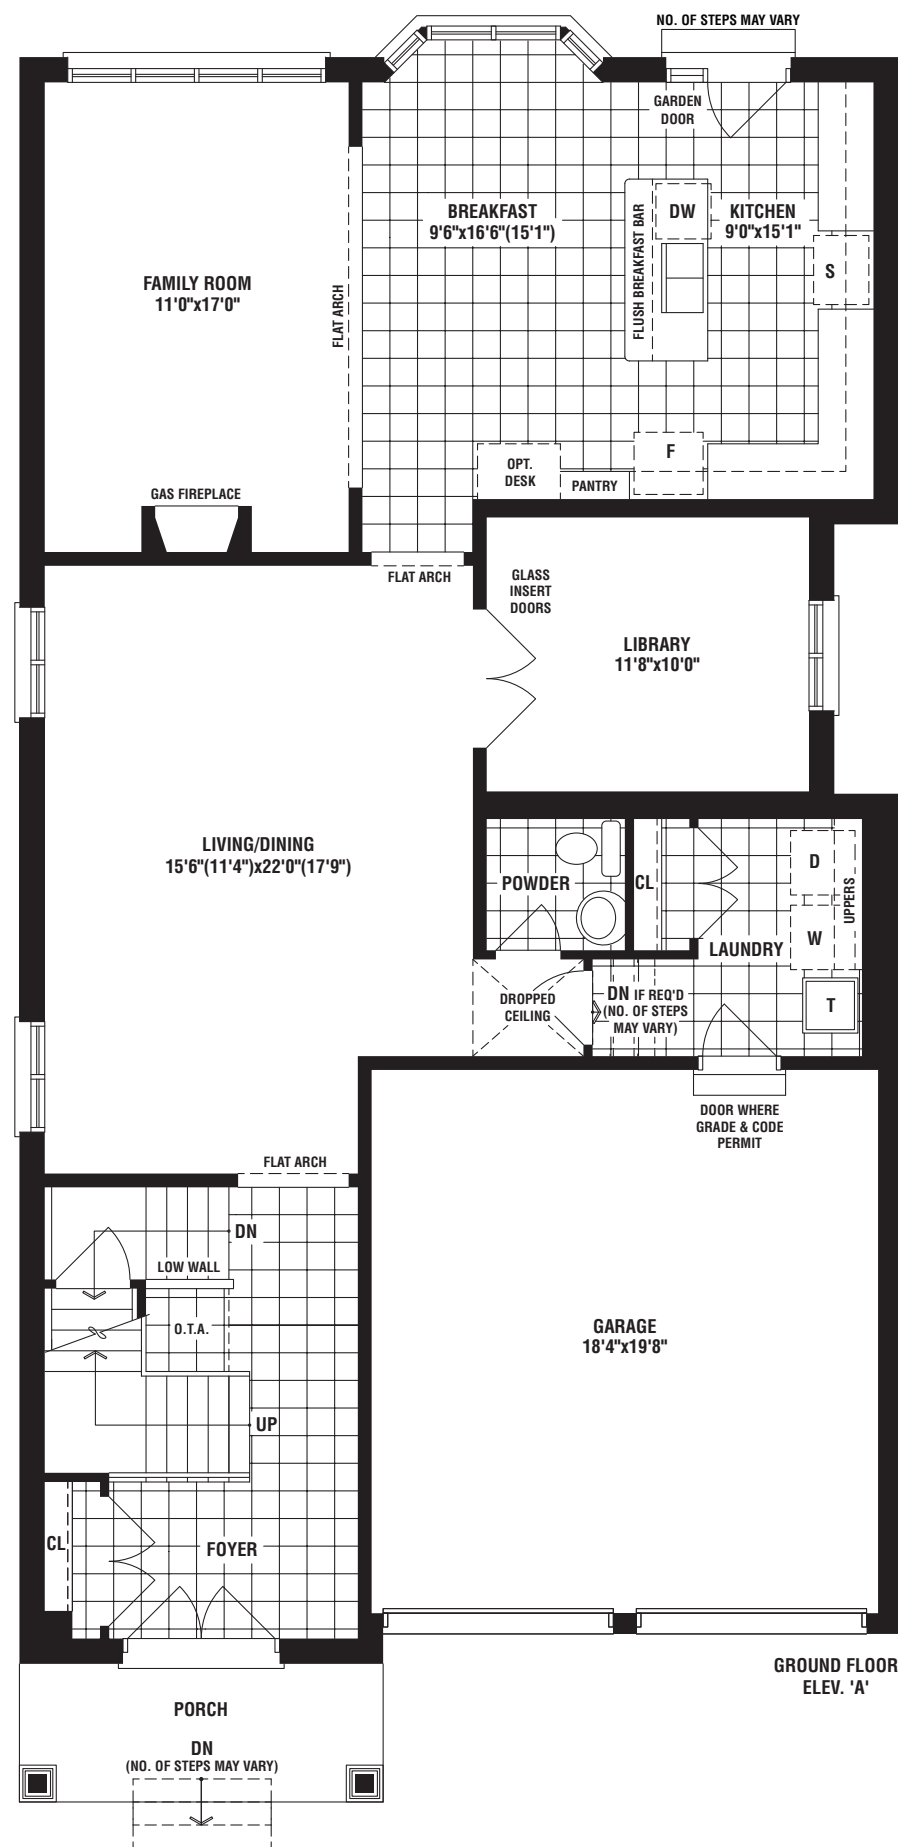 NO. OF STEPS MAY VARY
GARDEN
DOOR
BREAKFAST
9'6"x16'6"(15'1")
DW
KITCHEN
9'0"x15'1"
FLUSH BREAKFAST BAR
S
FAMILY ROOM
11'0"x17'0"
FLAT ARCH
F
OPT.
DESK
PANTRY
GAS FIREPLACE
FLAT ARCH
GLASS
INSERT
DOORS
LIBRARY
11'8"x10'0"
LIVING/DINING
15'6"(11'4")x22'0"(17'9")
POWDER
CL
D
UPPERS
W
LAUNDRY
DROPPED
CEILING
DN IF REQ'D
(NO. OF STEPS
MAY VARY)
T
DOOR WHERE
GRADE & CODE
PERMIT
FLAT ARCH
DN
LOW WALL
O.T.A.
UP
GARAGE
18'4"x19'8"
CL
FOYER
GROUND FLOOR
ELEV. 'A'
PORCH
DN
(NO. OF STEPS MAY VARY)